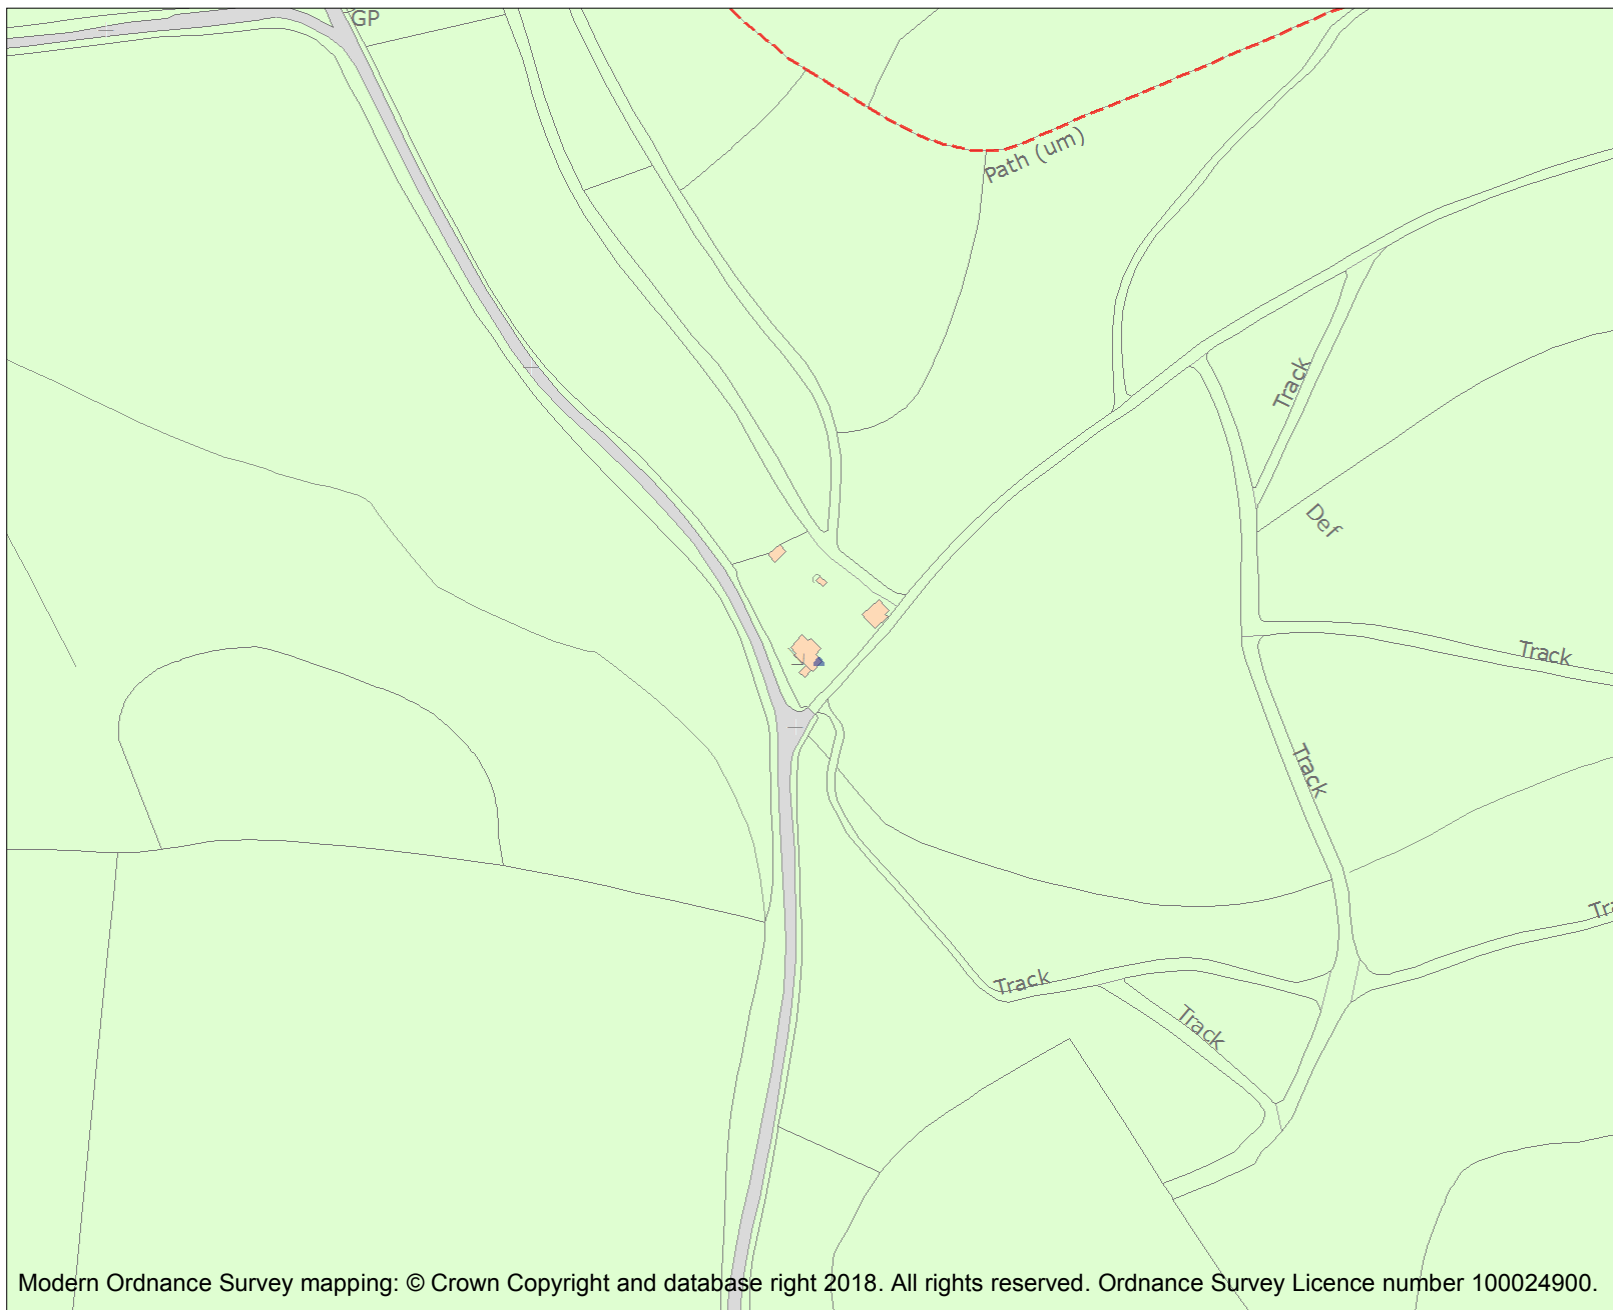 GP
Path (um)
Track
Def
Track
Track
Track
Track
Modern Ordnance Survey mapping: © Crown Copyright and database right 2018. All rights reserved. Ordnance Survey Licence number 100024900.